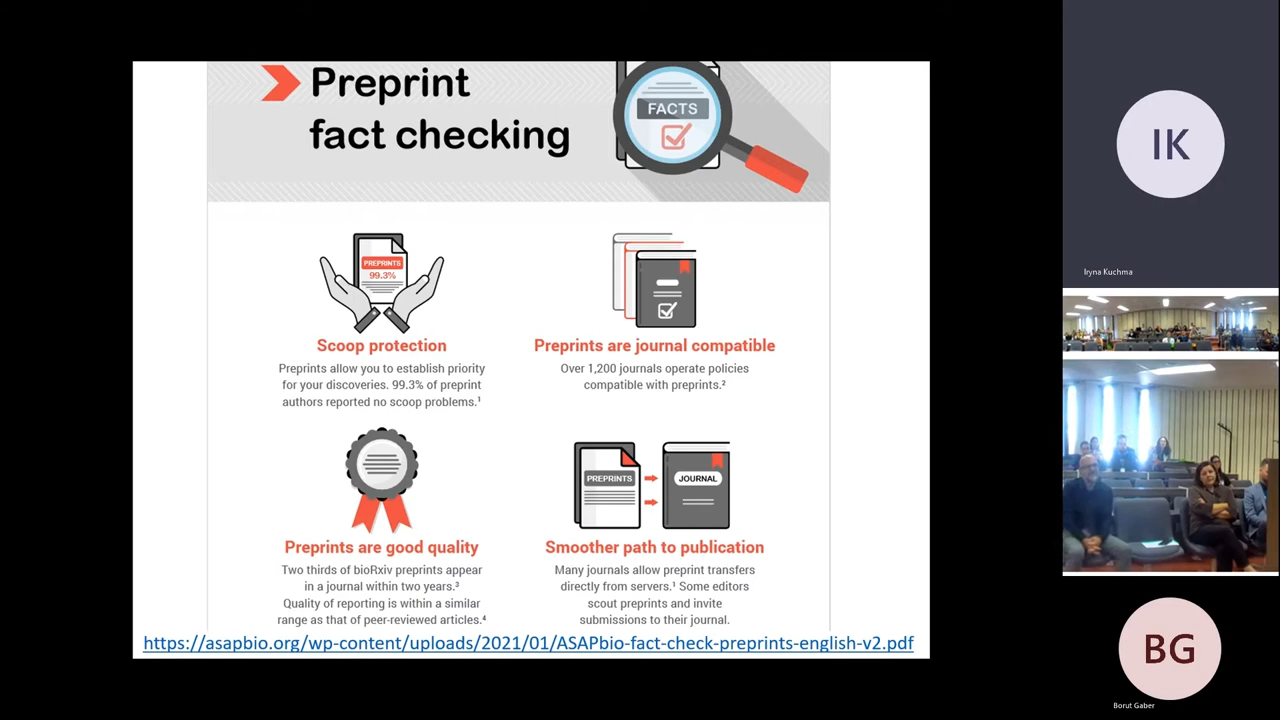 Preprint
fact checking
FACTS
PREPRINTS
99.3%
Scoop protection
Preprints allow you to establish priority
for your discoveries. 99.3% of preprint
authors reported no scoop problems.¹
Preprints are journal compatible
Over 1,200 journals operate policies
compatible with preprints.²
Preprints are good quality
Two thirds of bioRxiv preprints appear
in a journal within two years.³
Quality of reporting is within a similar
range as that of peer-reviewed articles.⁴
PREPRINTS
JOURNAL
Smoother path to publication
Many journals allow preprint transfers
directly from servers.¹ Some editors
scout preprints and invite
submissions to their journal.
https://asapbio.org/wp-content/uploads/2021/01/ASAPbio-fact-check-preprints-english-v2.pdf
IK
Iryna Kuchma
BG
Borut Gaber